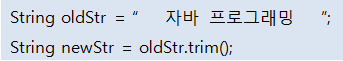 String oldStr = “   자바 프로그래밍   ”;
String newStr = oldStr.trim();